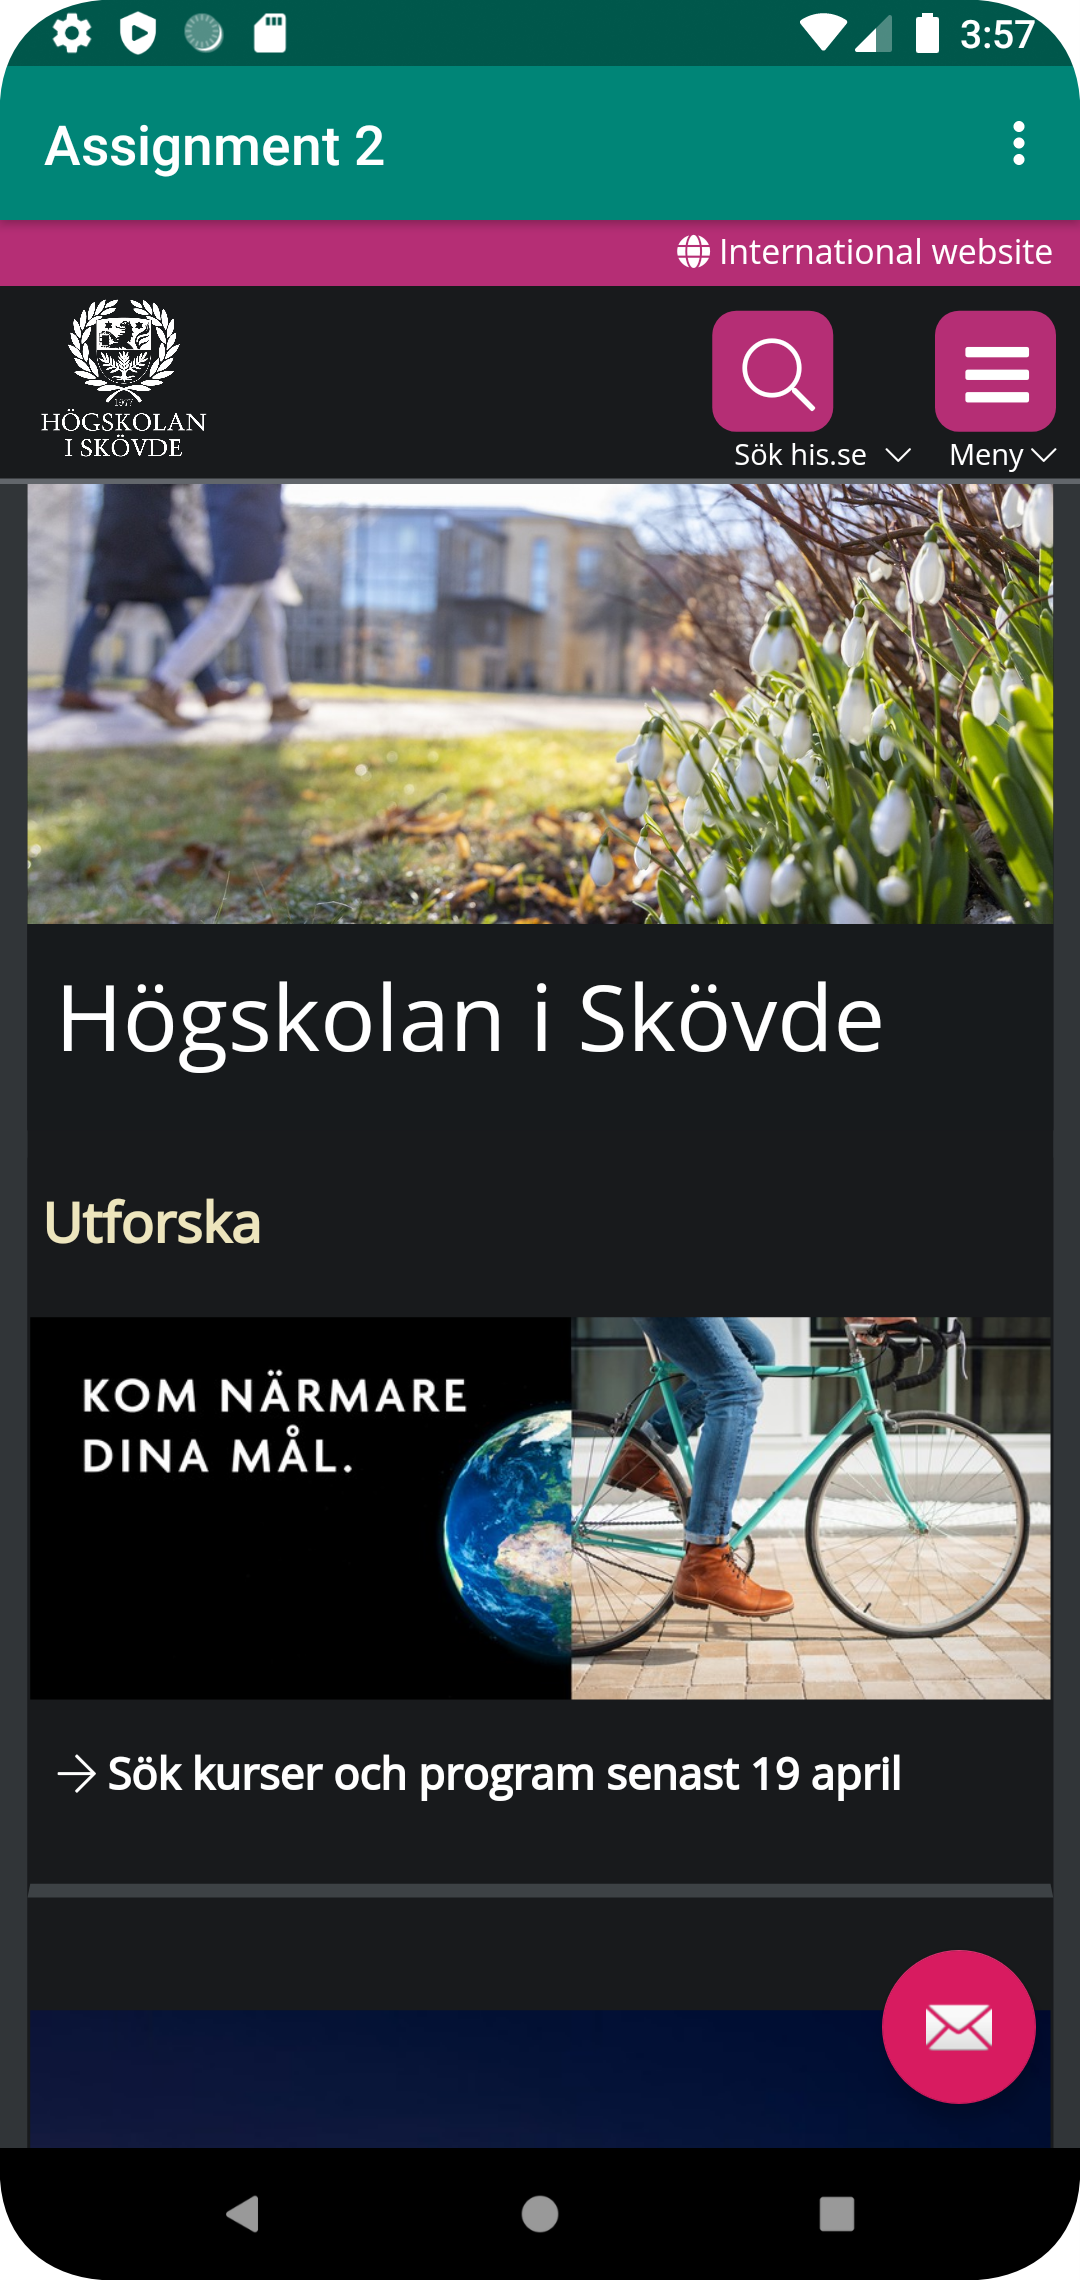 3:57
Assignment 2
International website
1977
HÖGSKOLAN
I SKÖVDE
Sök his.se
Meny
Högskolan i Skövde
Utforska
KOM NÄRMARE
DINA MÅL.
Sök kurser och program senast 19 april